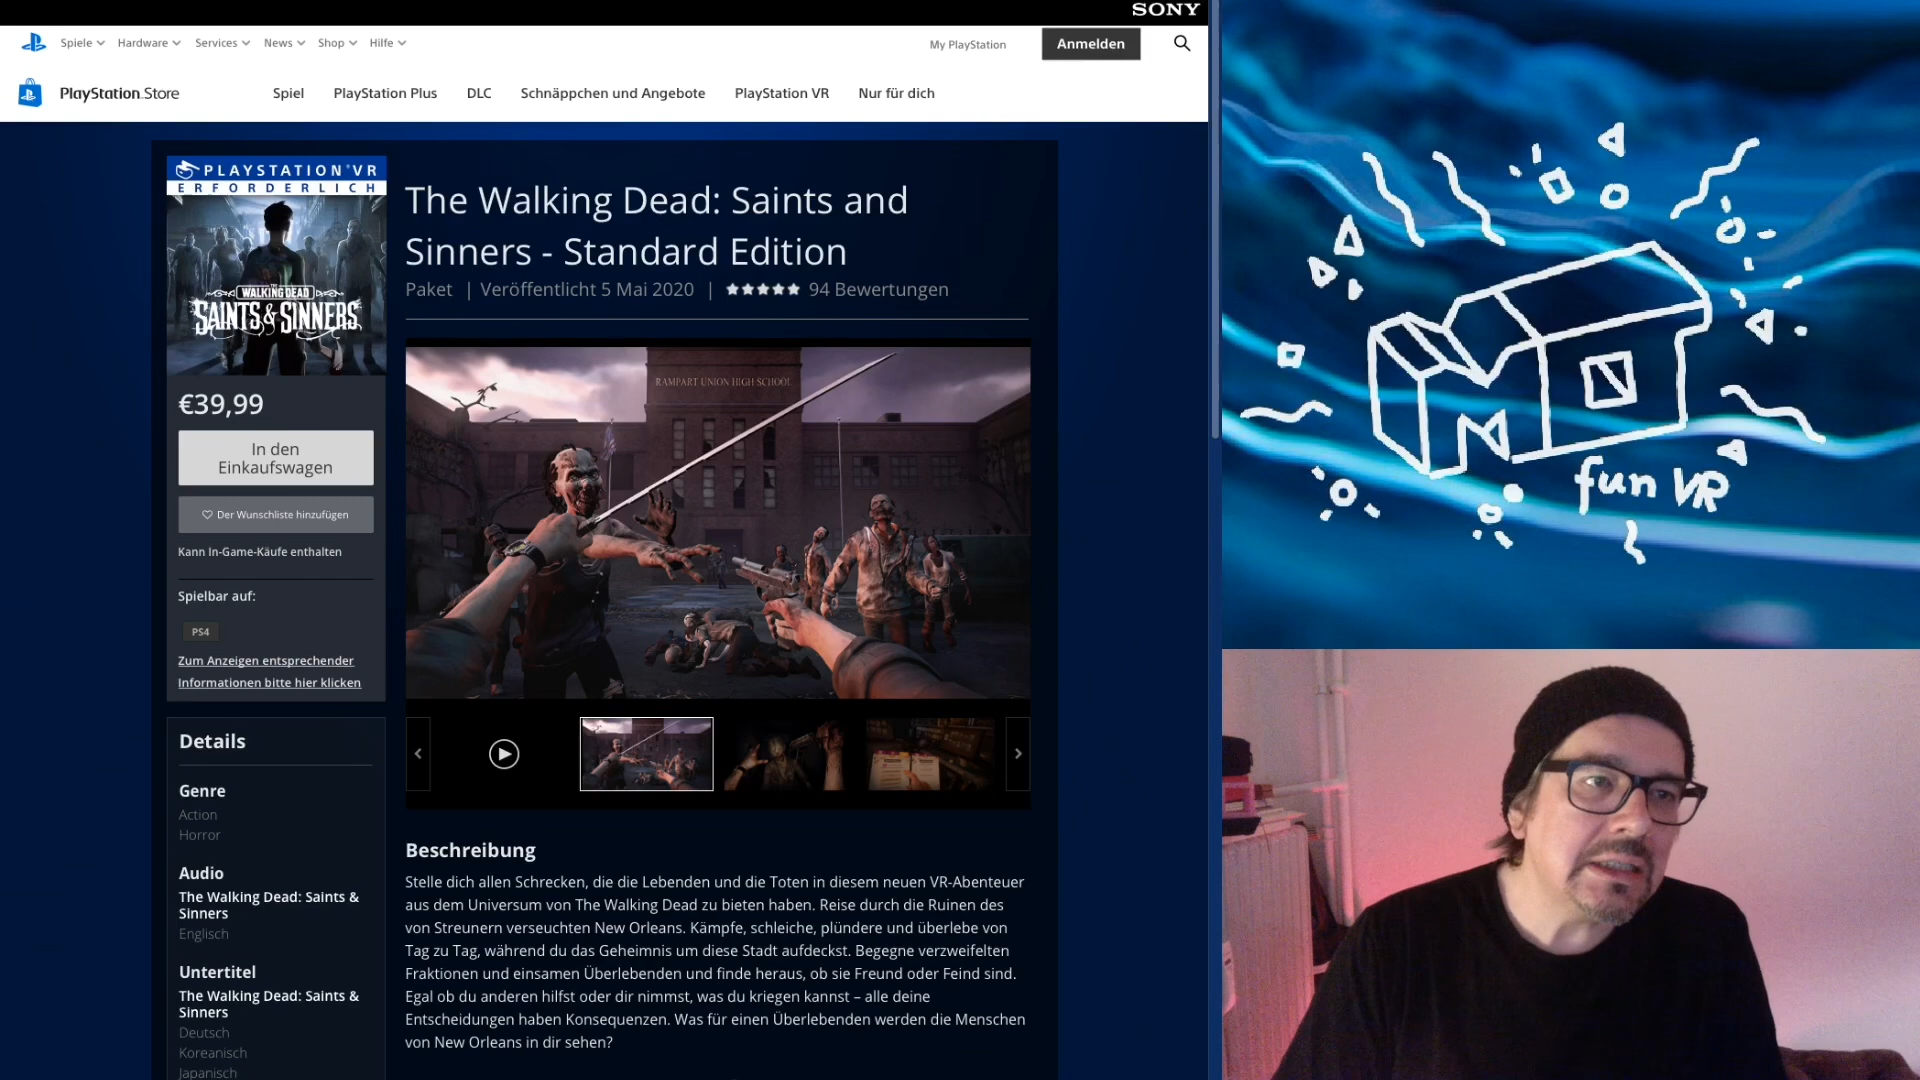 SONY
Spiele
Hardware
Services
News
Shop
Hilfe
My PlayStation
Anmelden
PlayStation Store
Spiel
PlayStation Plus
DLC
Schnäppchen und Angebote
PlayStation VR
Nur für dich
PLAYSTATION®VR
ERFORDERLICH
THE
WALKING DEAD
SAINTS & SINNERS
€39,99
In den
Einkaufswagen
Der Wunschliste hinzufügen
Kann In-Game-Käufe enthalten
Spielbar auf:
PS4
Zum Anzeigen entsprechender
Informationen bitte hier klicken
Details
Genre
Action
Horror
Audio
The Walking Dead: Saints &
Sinners
Englisch
Untertitel
The Walking Dead: Saints &
Sinners
Deutsch
Koreanisch
Japanisch
The Walking Dead: Saints and
Sinners - Standard Edition
Paket | Veröffentlicht 5 Mai 2020 | 94 Bewertungen
RAMPART UNION HIGH SCHOOL
Beschreibung
Stelle dich allen Schrecken, die die Lebenden und die Toten in diesem neuen VR-Abenteuer
aus dem Universum von The Walking Dead zu bieten haben. Reise durch die Ruinen des
von Streunern verseuchten New Orleans. Kämpfe, schleiche, plündere und überlebe von
Tag zu Tag, während du das Geheimnis um diese Stadt aufdeckst. Begegne verzweifelten
Fraktionen und einsamen Überlebenden und finde heraus, ob sie Freund oder Feind sind.
Egal ob du anderen hilfst oder dir nimmst, was du kriegen kannst – alle deine
Entscheidungen haben Konsequenzen. Was für einen Überlebenden werden die Menschen
von New Orleans in dir sehen?
fun VR